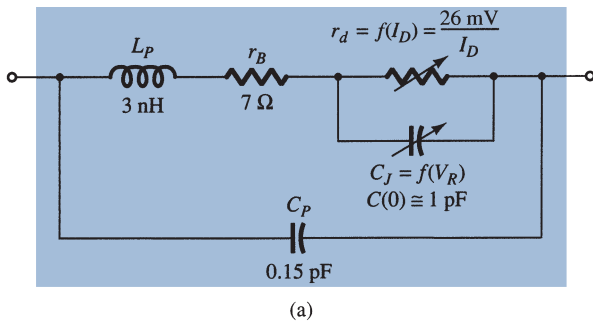 r_d = f(I_D) = 26 mV / I_D
L_P
r_B
3 nH
7 Ω
C_J = f(V_R)
C(0) ≅ 1 pF
C_P
0.15 pF
(a)